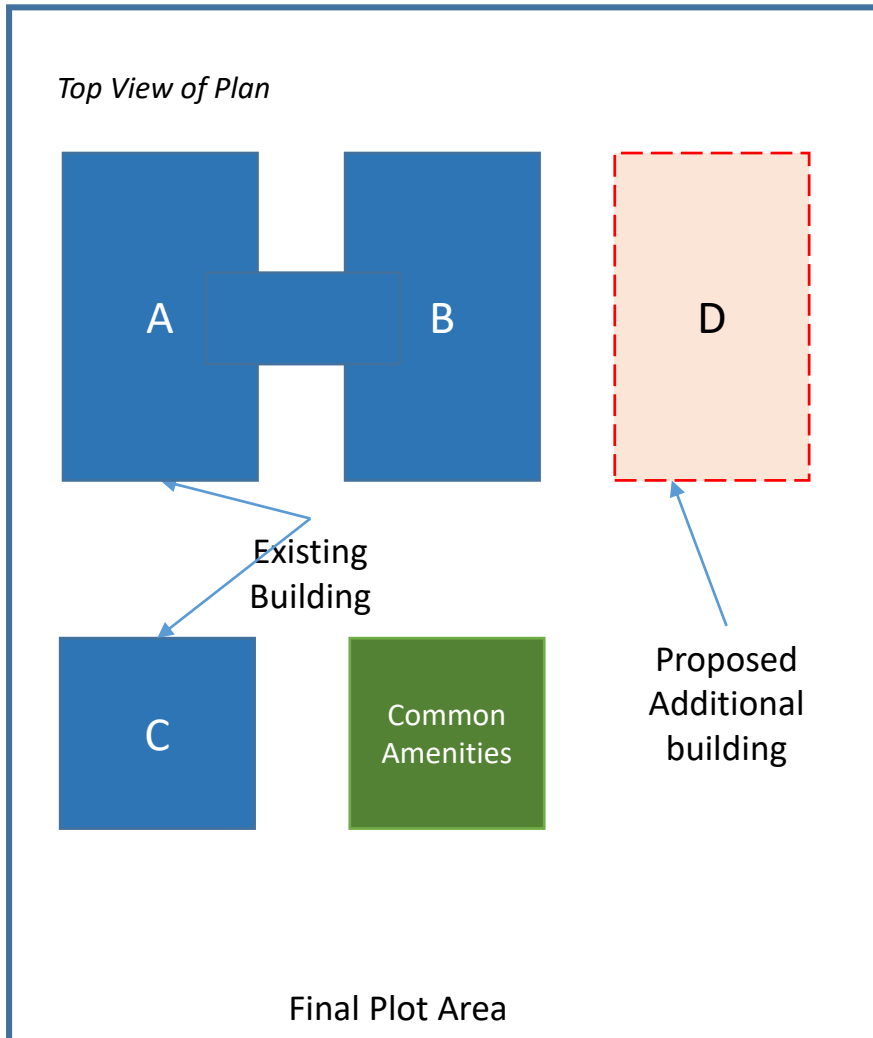 Top View of Plan
A
B
D
Existing
Building
Proposed
Additional
building
C
Common
Amenities
Final Plot Area